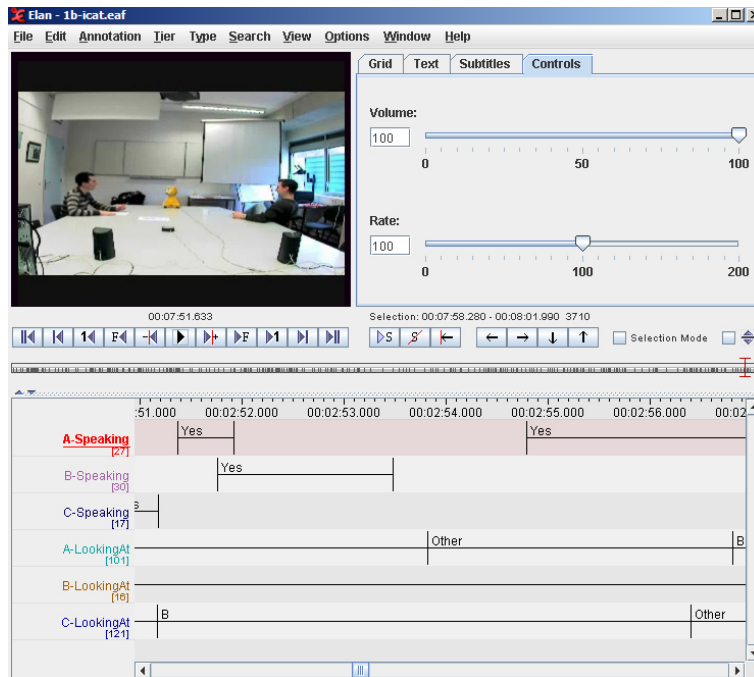 Elan - 1b-icat.eaf
File Edit Annotation Tier Type Search View Options Window Help
Grid Text Subtitles Controls
Volume:
100
0 50 100
Rate:
100
0 100 200
00:07:51.633
Selection: 00:07:58.280 - 00:08:01.990 3710
1 F F 1 S S Selection Mode
:51.000 00:02:52.000 00:02:53.000 00:02:54.000 00:02:55.000 00:02:56.000 00:02
A-Speaking Yes Yes
[27]
B-Speaking Yes
[30]
C-Speaking s
[17]
A-LookingAt Other B
[101]
B-LookingAt
[16]
C-LookingAt B Other
[121]